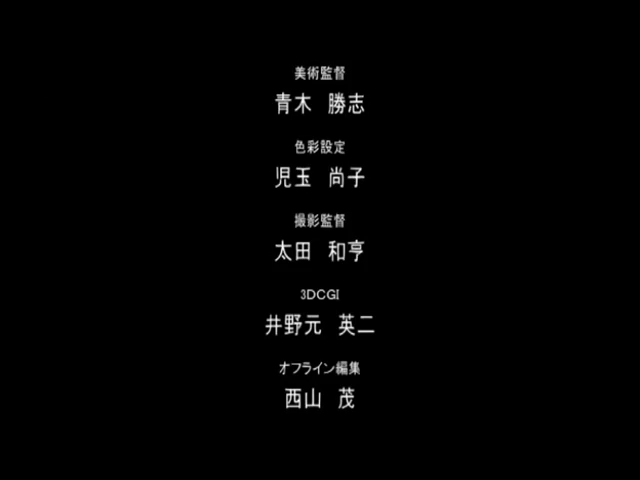 美術監督
青木　勝志
色彩設定
児玉　尚子
撮影監督
太田　和亨
3DCGI
井野元　英二
オフライン編集
西山　茂